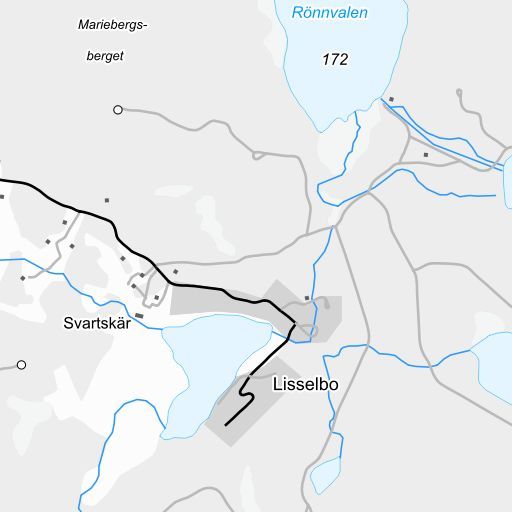 Mariebergs-
berget
Rönnvalen
172
Svartskär
Lisselbo